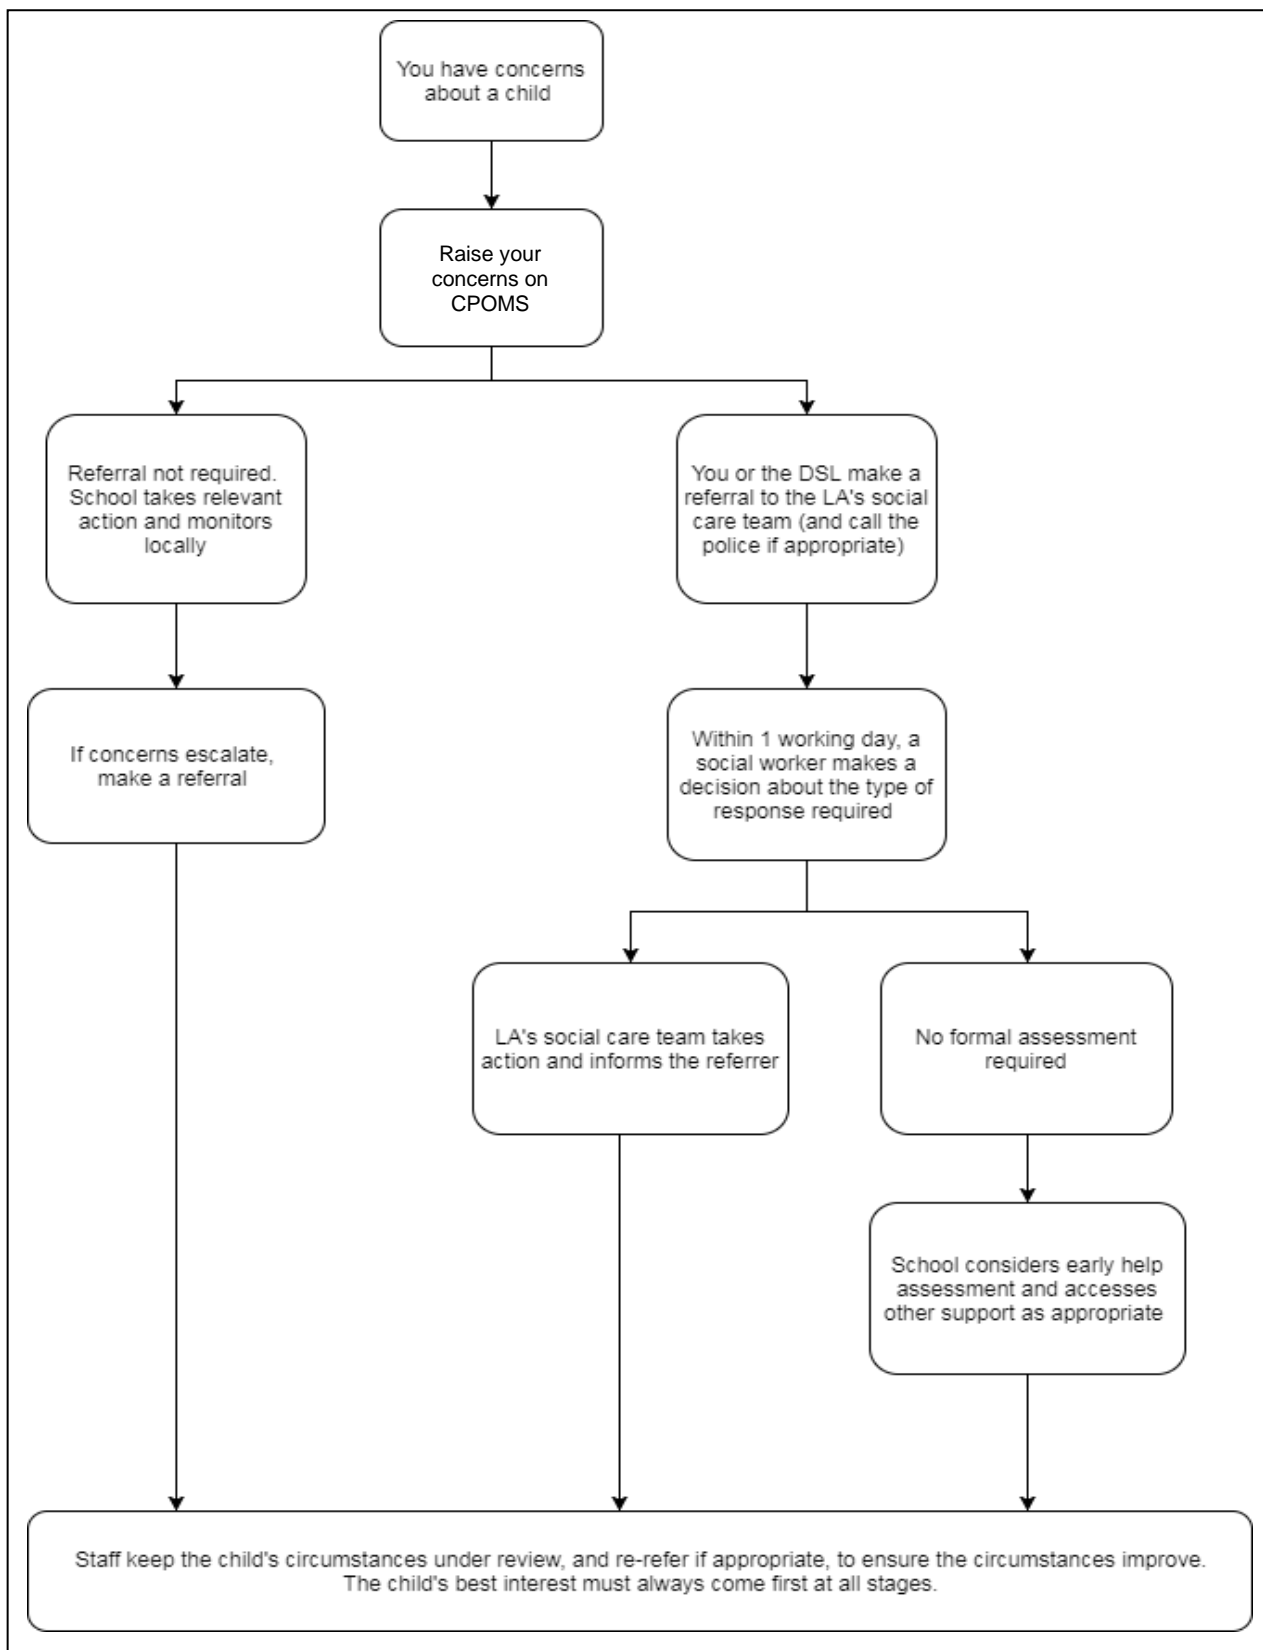 You have concerns
about a child
Raise your
concerns on
CPOMS
Referral not required.
School takes relevant
action and monitors
locally
You or the DSL make a
referral to the LA's social
care team (and call the
police if appropriate)
If concerns escalate,
make a referral
Within 1 working day, a
social worker makes a
decision about the type of
response required
LA's social care team takes
action and informs the referrer
No formal assessment
required
School considers early help
assessment and accesses
other support as appropriate
Staff keep the child's circumstances under review, and re-refer if appropriate, to ensure the circumstances improve.
The child's best interest must always come first at all stages.